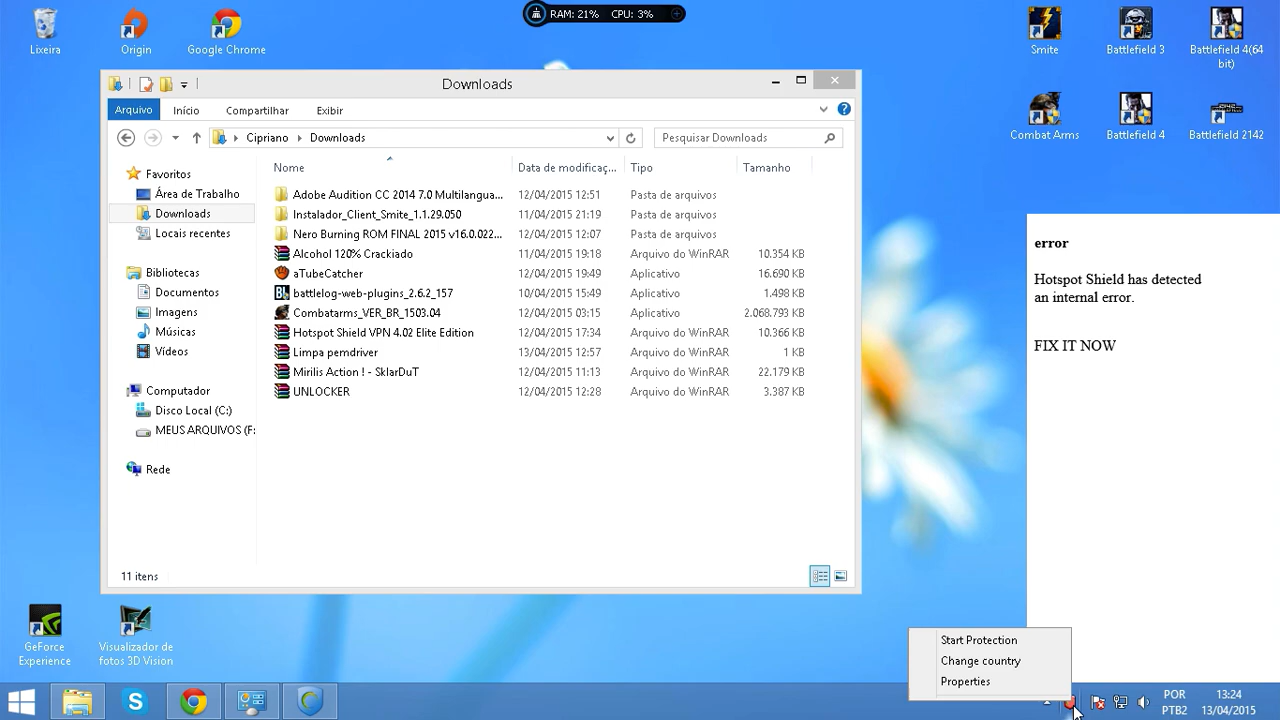 RAM: 21% CPU: 3%
Lixeira
Origin
Google Chrome
Smite
Battlefield 3
Battlefield 4(64
bit)
Combat Arms
Battlefield 4
Battlefield 2142
Downloads
Arquivo Início Compartilhar Exibir
Cipriano Downloads
Pesquisar Downloads
Nome Data de modificaç... Tipo Tamanho
Favoritos
Área de Trabalho
Downloads
Locais recentes
Bibliotecas
Documentos
Imagens
Músicas
Vídeos
Computador
Disco Local (C:)
MEUS ARQUIVOS (F:
Rede
Adobe Audition CC 2014 7.0 Multilangua... 12/04/2015 12:51 Pasta de arquivos
Instalador_Client_Smite_1.1.29.050 11/04/2015 21:19 Pasta de arquivos
Nero Burning ROM FINAL 2015 v16.0.022... 12/04/2015 12:07 Pasta de arquivos
Alcohol 120% Crackiado 11/04/2015 19:18 Arquivo do WinRAR 10.354 KB
aTubeCatcher 12/04/2015 19:49 Aplicativo 16.690 KB
battlelog-web-plugins_2.6.2_157 10/04/2015 15:49 Aplicativo 1.498 KB
Combatarms_VER_BR_1503.04 12/04/2015 03:15 Aplicativo 2.068.793 KB
Hotspot Shield VPN 4.02 Elite Edition 12/04/2015 17:34 Arquivo do WinRAR 10.366 KB
Limpa pemdriver 13/04/2015 12:57 Arquivo do WinRAR 1 KB
Mirilis Action ! - SklarDuT 12/04/2015 11:13 Arquivo do WinRAR 22.179 KB
UNLOCKER 12/04/2015 12:28 Arquivo do WinRAR 3.387 KB
11 itens
error
Hotspot Shield has detected
an internal error.
FIX IT NOW
GeForce
Experience
Visualizador de
fotos 3D Vision
Start Protection
Change country
Properties
POR
PTB2
13:24
13/04/2015